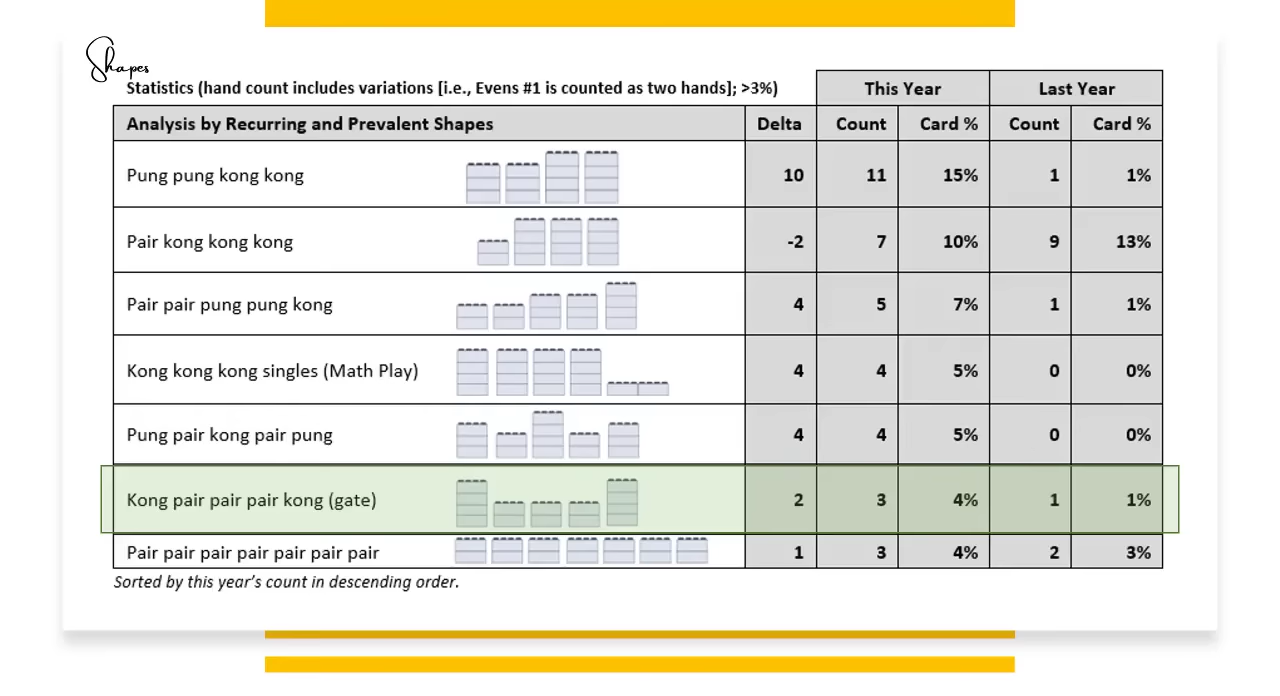 Shapes
Statistics (hand count includes variations [i.e., Evens #1 is counted as two hands]; >3%) This Year Last Year
Analysis by Recurring and Prevalent Shapes Delta Count Card % Count Card %
Pung pung kong kong 10 11 15% 1 1%
Pair kong kong kong -2 7 10% 9 13%
Pair pair pung pung kong 4 5 7% 1 1%
Kong kong kong singles (Math Play) 4 4 5% 0 0%
Pung pair kong pair pung 4 4 5% 0 0%
Kong pair pair pair kong (gate) 2 3 4% 1 1%
Pair pair pair pair pair pair pair 1 3 4% 2 3%
Sorted by this year's count in descending order.